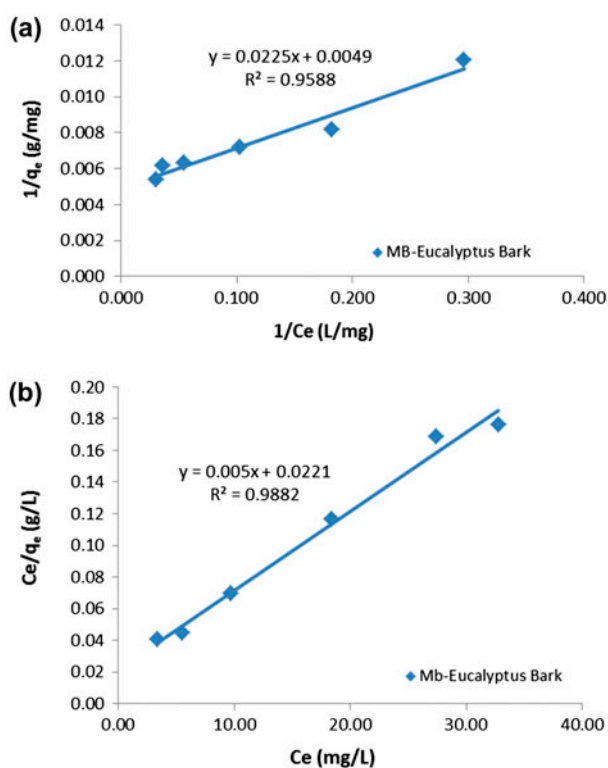 (a)
0.014
0.012
0.010
0.008
0.006
0.004
0.002
0.000
1/qe (g/mg)
y = 0.0225x + 0.0049
R² = 0.9588
MB-Eucalyptus Bark
0.000 0.100 0.200 0.300 0.400
1/Ce (L/mg)
(b)
0.20
0.18
0.16
0.14
0.12
0.10
0.08
0.06
0.04
0.02
0.00
Ce/qe (g/L)
y = 0.005x + 0.0221
R² = 0.9882
Mb-Eucalyptus Bark
0.00 10.00 20.00 30.00 40.00
Ce (mg/L)